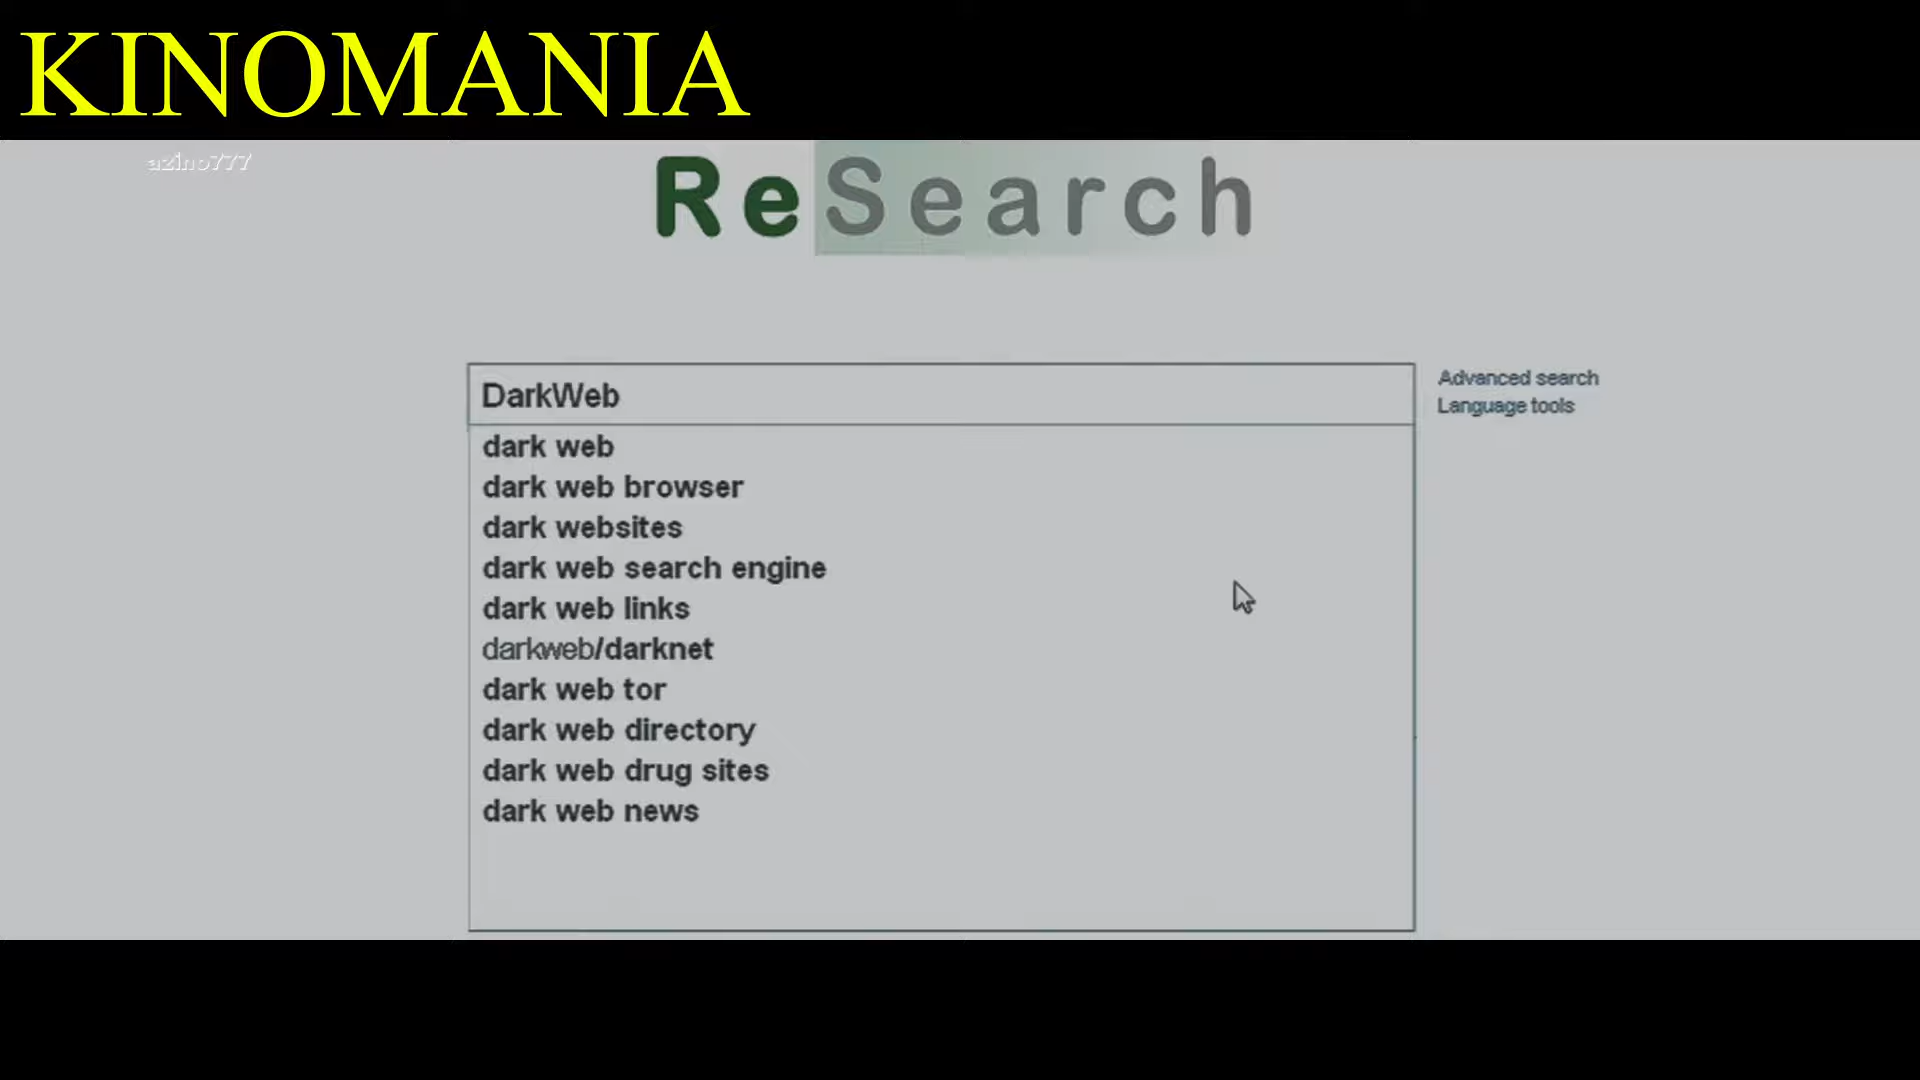 KINOMANIA
azino777
ReSearch
DarkWeb
Advanced search
Language tools
dark web
dark web browser
dark websites
dark web search engine
dark web links
darkweb/darknet
dark web tor
dark web directory
dark web drug sites
dark web news